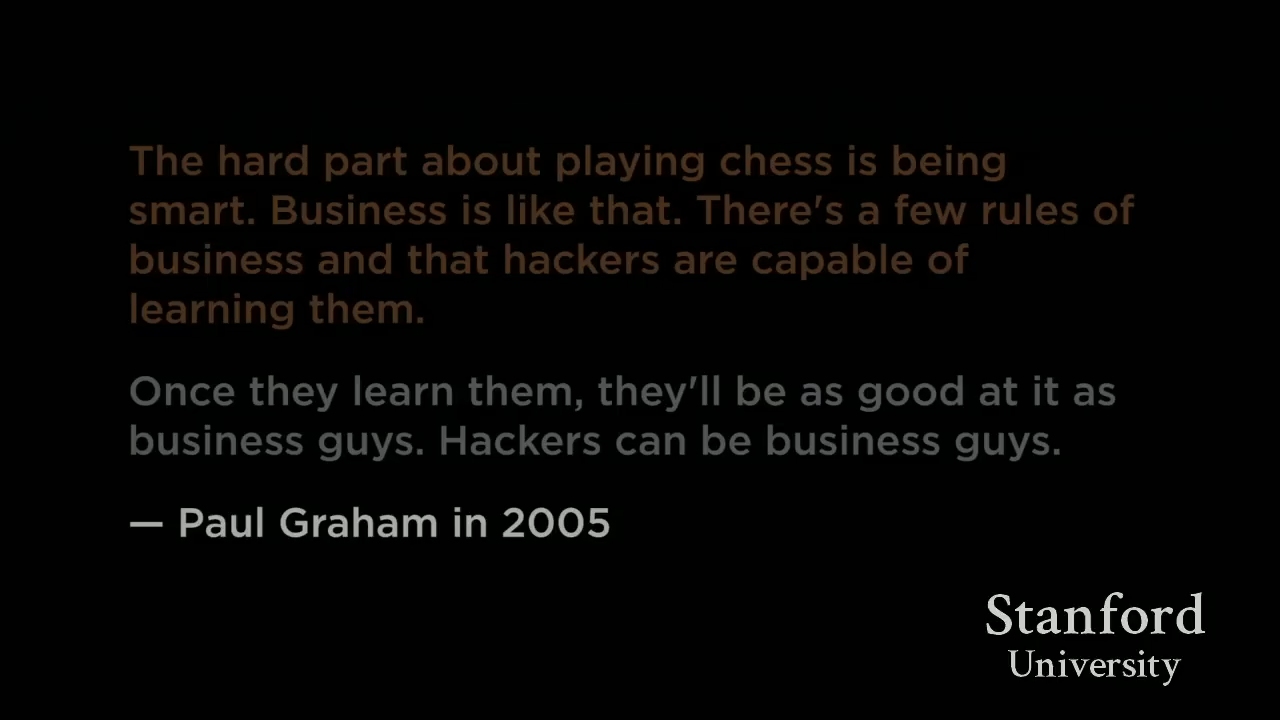 The hard part about playing chess is being
smart. Business is like that. There's a few rules of
business and that hackers are capable of
learning them.
Once they learn them, they'll be as good at it as
business guys. Hackers can be business guys.
— Paul Graham in 2005
Stanford
University